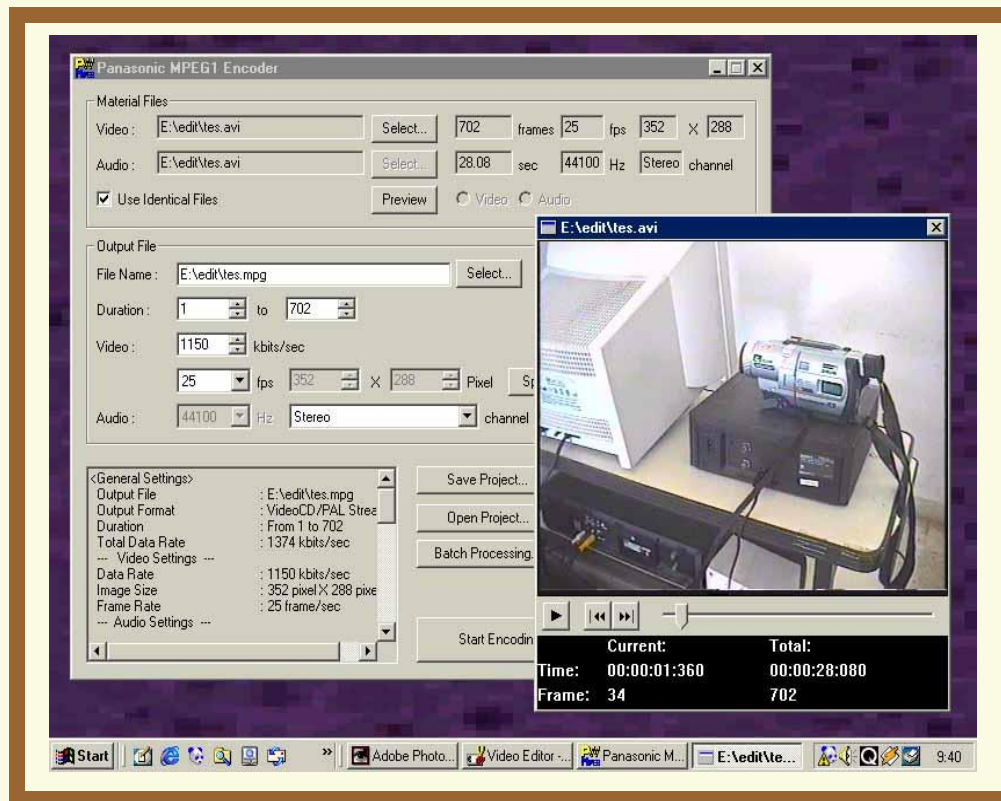 Panasonic MPEG1 Encoder
Material Files
Video : E:\edit\tes.avi Select... 702 frames 25 fps 352 X 288
Audio : E:\edit\tes.avi Select... 28.08 sec 44100 Hz Stereo channel
Use Identical Files Preview Video Audio
Output File
File Name : E:\edit\tes.mpg Select...
Duration : 1 to 702
Video : 1150 kbits/sec
25 fps 352 X 288 Pixel Sp
Audio : 44100 Hz Stereo channel
<General Settings>
Output File : E:\edit\tes.mpg
Output Format : VideoCD/PAL Strea
Duration : From 1 to 702
Total Data Rate : 1374 kbits/sec
--- Video Settings ---
Data Rate : 1150 kbits/sec
Image Size : 352 pixel X 288 pixe
Frame Rate : 25 frame/sec
--- Audio Settings ---
Save Project...
Open Project...
Batch Processing.
Start Encodin
E:\edit\tes.avi
Current: Total:
Time: 00:00:01:360 00:00:28:080
Frame: 34 702
Start » Adobe Photo... Video Editor -... Panasonic M... E:\edit\te... 9:40